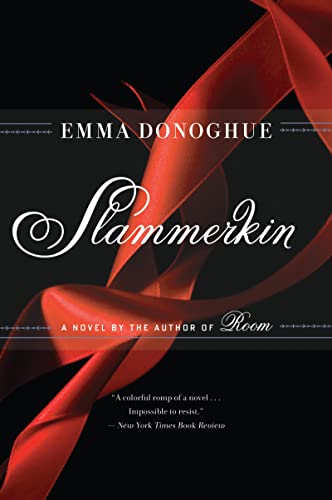 EMMA DONOGHUE
Slammerkin
A NOVEL BY THE AUTHOR OF Room
"A colorful romp of a novel . . .
Impossible to resist."
— New York Times Book Review